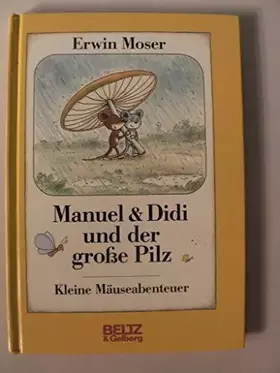 Erwin Moser
Manuel & Didi
und der
große Pilz
Kleine Mäuseabenteuer
BELTZ
& Gelberg